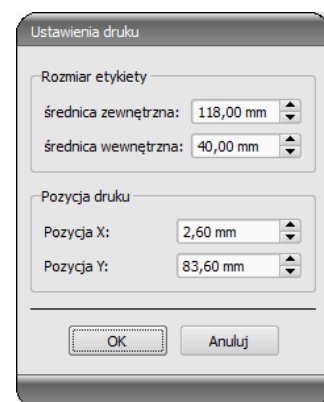 Ustawienia druku
Rozmiar etykiety
średnica zewnętrzna: 118,00 mm
średnica wewnętrzna: 40,00 mm
Pozycja druku
Pozycja X: 2,60 mm
Pozycja Y: 83,60 mm
OK Anuluj